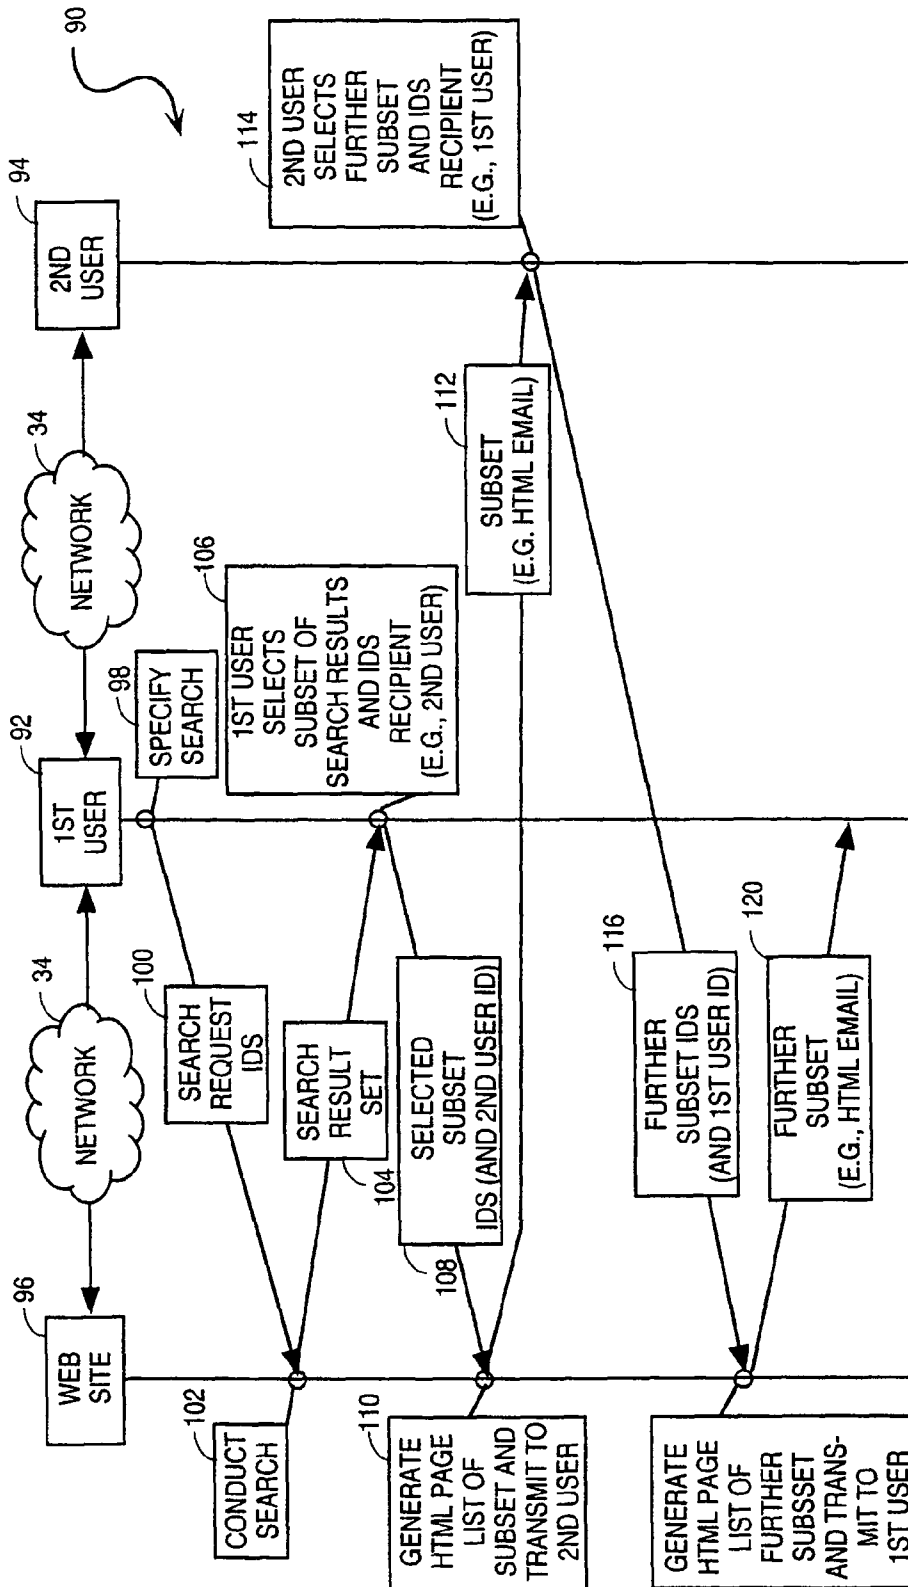 90
96
WEB
SITE
34
NETWORK
92
1ST
USER
34
NETWORK
94
2ND
USER
98
SPECIFY
SEARCH
100
SEARCH
REQUEST
IDS
102
CONDUCT
SEARCH
104
SEARCH
RESULT
SET
106
1ST USER
SELECTS
SUBSET OF
SEARCH RESULTS
AND IDS
RECIPIENT
(E.G., 2ND USER)
108
SELECTED
SUBSET
IDS (AND 2ND USER ID)
110
GENERATE
HTML PAGE
LIST OF
SUBSET AND
TRANSMIT TO
2ND USER
112
SUBSET
(E.G. HTML EMAIL)
114
2ND USER
SELECTS
FURTHER
SUBSET
AND IDS
RECIPIENT
(E.G., 1ST USER)
116
FURTHER
SUBSET IDS
(AND 1ST USER ID)
GENERATE
HTML PAGE
LIST OF
FURTHER
SUBSSET
AND TRANS-
MIT TO
1ST USER
120
FURTHER
SUBSET
(E.G., HTML EMAIL)